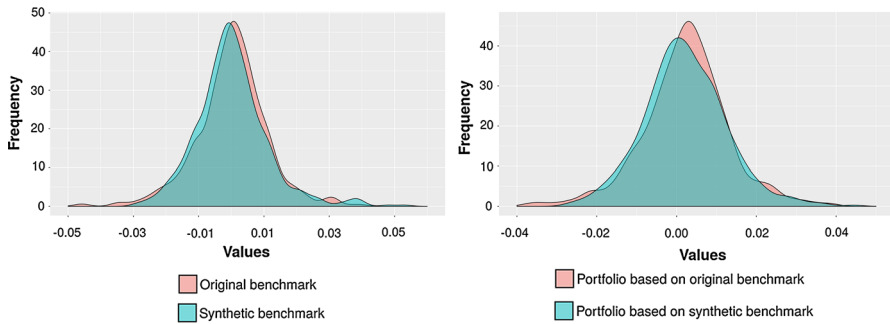 50
40
30
20
10
0
Frequency
-0.05
-0.03
-0.01
0.01
0.03
0.05
Values
Original benchmark
Synthetic benchmark
40
30
20
10
0
Frequency
-0.04
-0.02
0.00
0.02
0.04
Values
Portfolio based on original benchmark
Portfolio based on synthetic benchmark